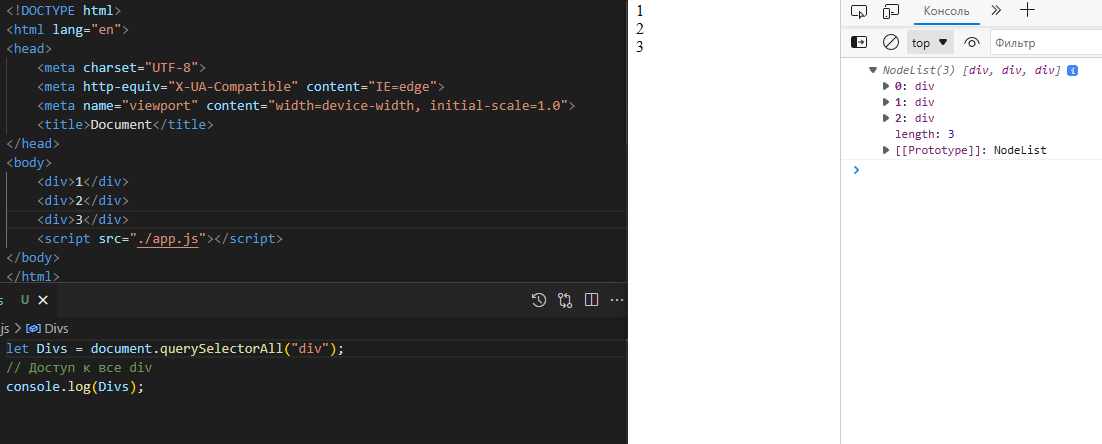 <!DOCTYPE html>
<html lang="en">
<head>
<meta charset="UTF-8">
<meta http-equiv="X-UA-Compatible" content="IE=edge">
<meta name="viewport" content="width=device-width, initial-scale=1.0">
<title>Document</title>
</head>
<body>
<div>1</div>
<div>2</div>
<div>3</div>
<script src="./app.js"></script>
</body>
</html>
s U
js > Divs
let Divs = document.querySelectorAll("div");
// Доступ к все div
console.log(Divs);
1
2
3
Консоль
top Фильтр
NodeList(3) [div, div, div] i
0: div
1: div
2: div
length: 3
[[Prototype]]: NodeList